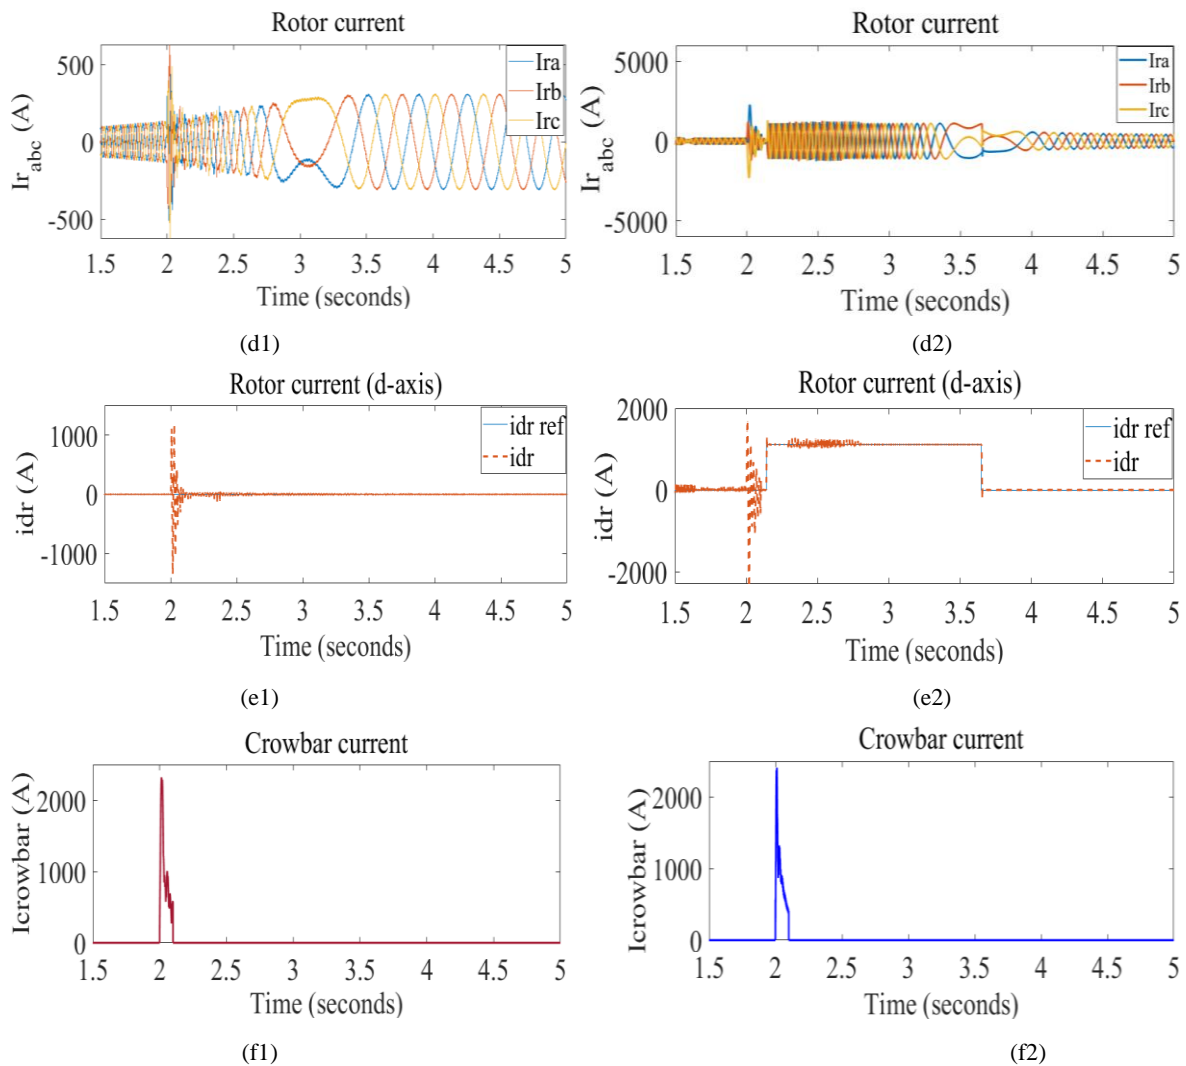 Rotor current
Ir_abc (A)
500
0
-500
Ira
Irb
Irc
1.5 2 2.5 3 3.5 4 4.5 5
Time (seconds)
(d1)
Rotor current
Ir_abc (A)
5000
0
-5000
Ira
Irb
Irc
1.5 2 2.5 3 3.5 4 4.5 5
Time (seconds)
(d2)
Rotor current (d-axis)
idr (A)
1000
0
-1000
idr ref
idr
1.5 2 2.5 3 3.5 4 4.5 5
Time (seconds)
(e1)
Rotor current (d-axis)
idr (A)
2000
0
-2000
idr ref
idr
1.5 2 2.5 3 3.5 4 4.5 5
Time (seconds)
(e2)
Crowbar current
Icrowbar (A)
2000
1000
0
1.5 2 2.5 3 3.5 4 4.5 5
Time (seconds)
(f1)
Crowbar current
Icrowbar (A)
2000
1000
0
1.5 2 2.5 3 3.5 4 4.5 5
Time (seconds)
(f2)